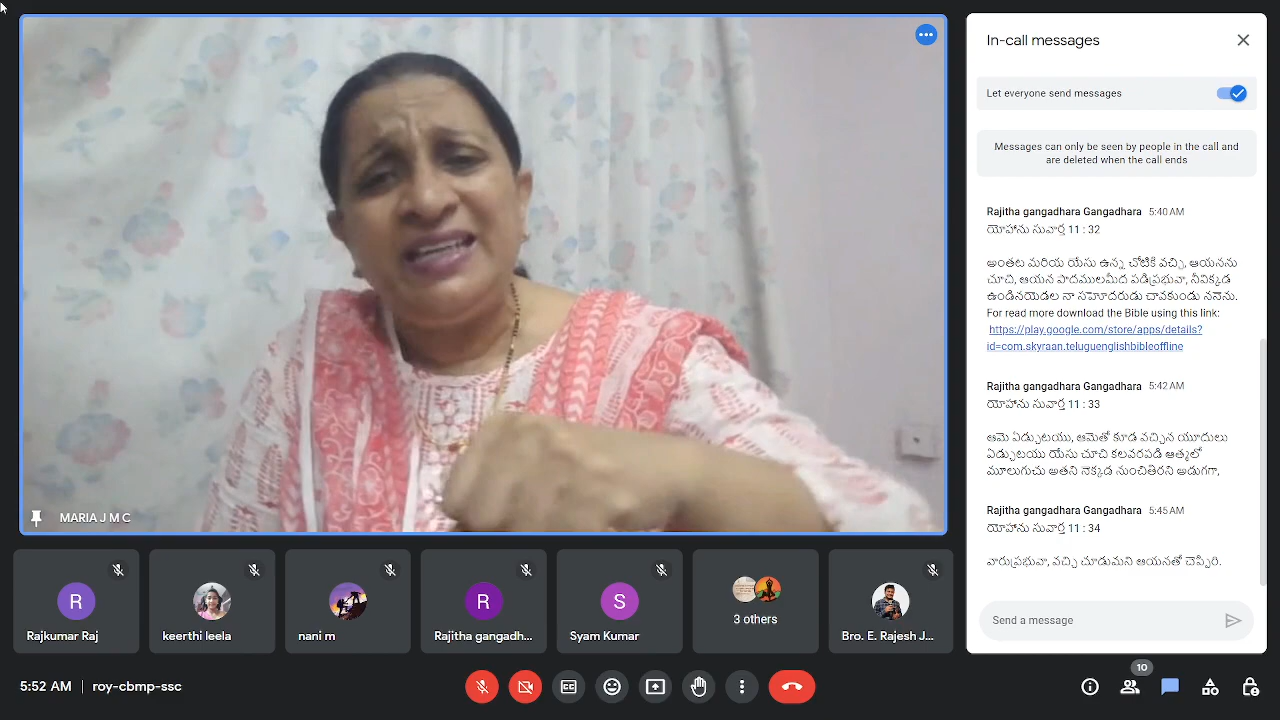 In-call messages
Let everyone send messages
Messages can only be seen by people in the call and
are deleted when the call ends
Rajitha gangadhara Gangadhara 5:40 AM
యోహాను సువార్త 11 : 32
అంతట మరియ యేసు ఉన్న చోటికి వచ్చి, ఆయనను
చూచి, ఆయన పాదములమీద పడిప్రభువా, నీవిక్కడ
ఉండినయెడల నా సహోదరుడు చావకుండు ననెను.
For read more download the Bible using this link:
https://play.google.com/store/apps/details?
id=com.skyraan.teluguenglishbibleoffline
Rajitha gangadhara Gangadhara 5:42 AM
యోహాను సువార్త 11 : 33
ఆమె ఏడ్చుటయు, ఆమెతో కూడ వచ్చిన యూదులు
ఏడ్చుటయు యేసు చూచి కలవరపడి ఆత్మలో
మూలుగుచు అతని నెక్కడ నుంచితిరని అడుగగా,
Rajitha gangadhara Gangadhara 5:45 AM
యోహాను సువార్త 11 : 34
వారుప్రభువా, వచ్చి చూడుమని ఆయనతో చెప్పిరి.
Send a message
MARIA J M C
R
Rajkumar Raj
keerthi leela
nani m
R
Rajitha gangadh...
S
Syam Kumar
3 others
Bro. E. Rajesh J...
5:52 AM | roy-cbmp-ssc
10